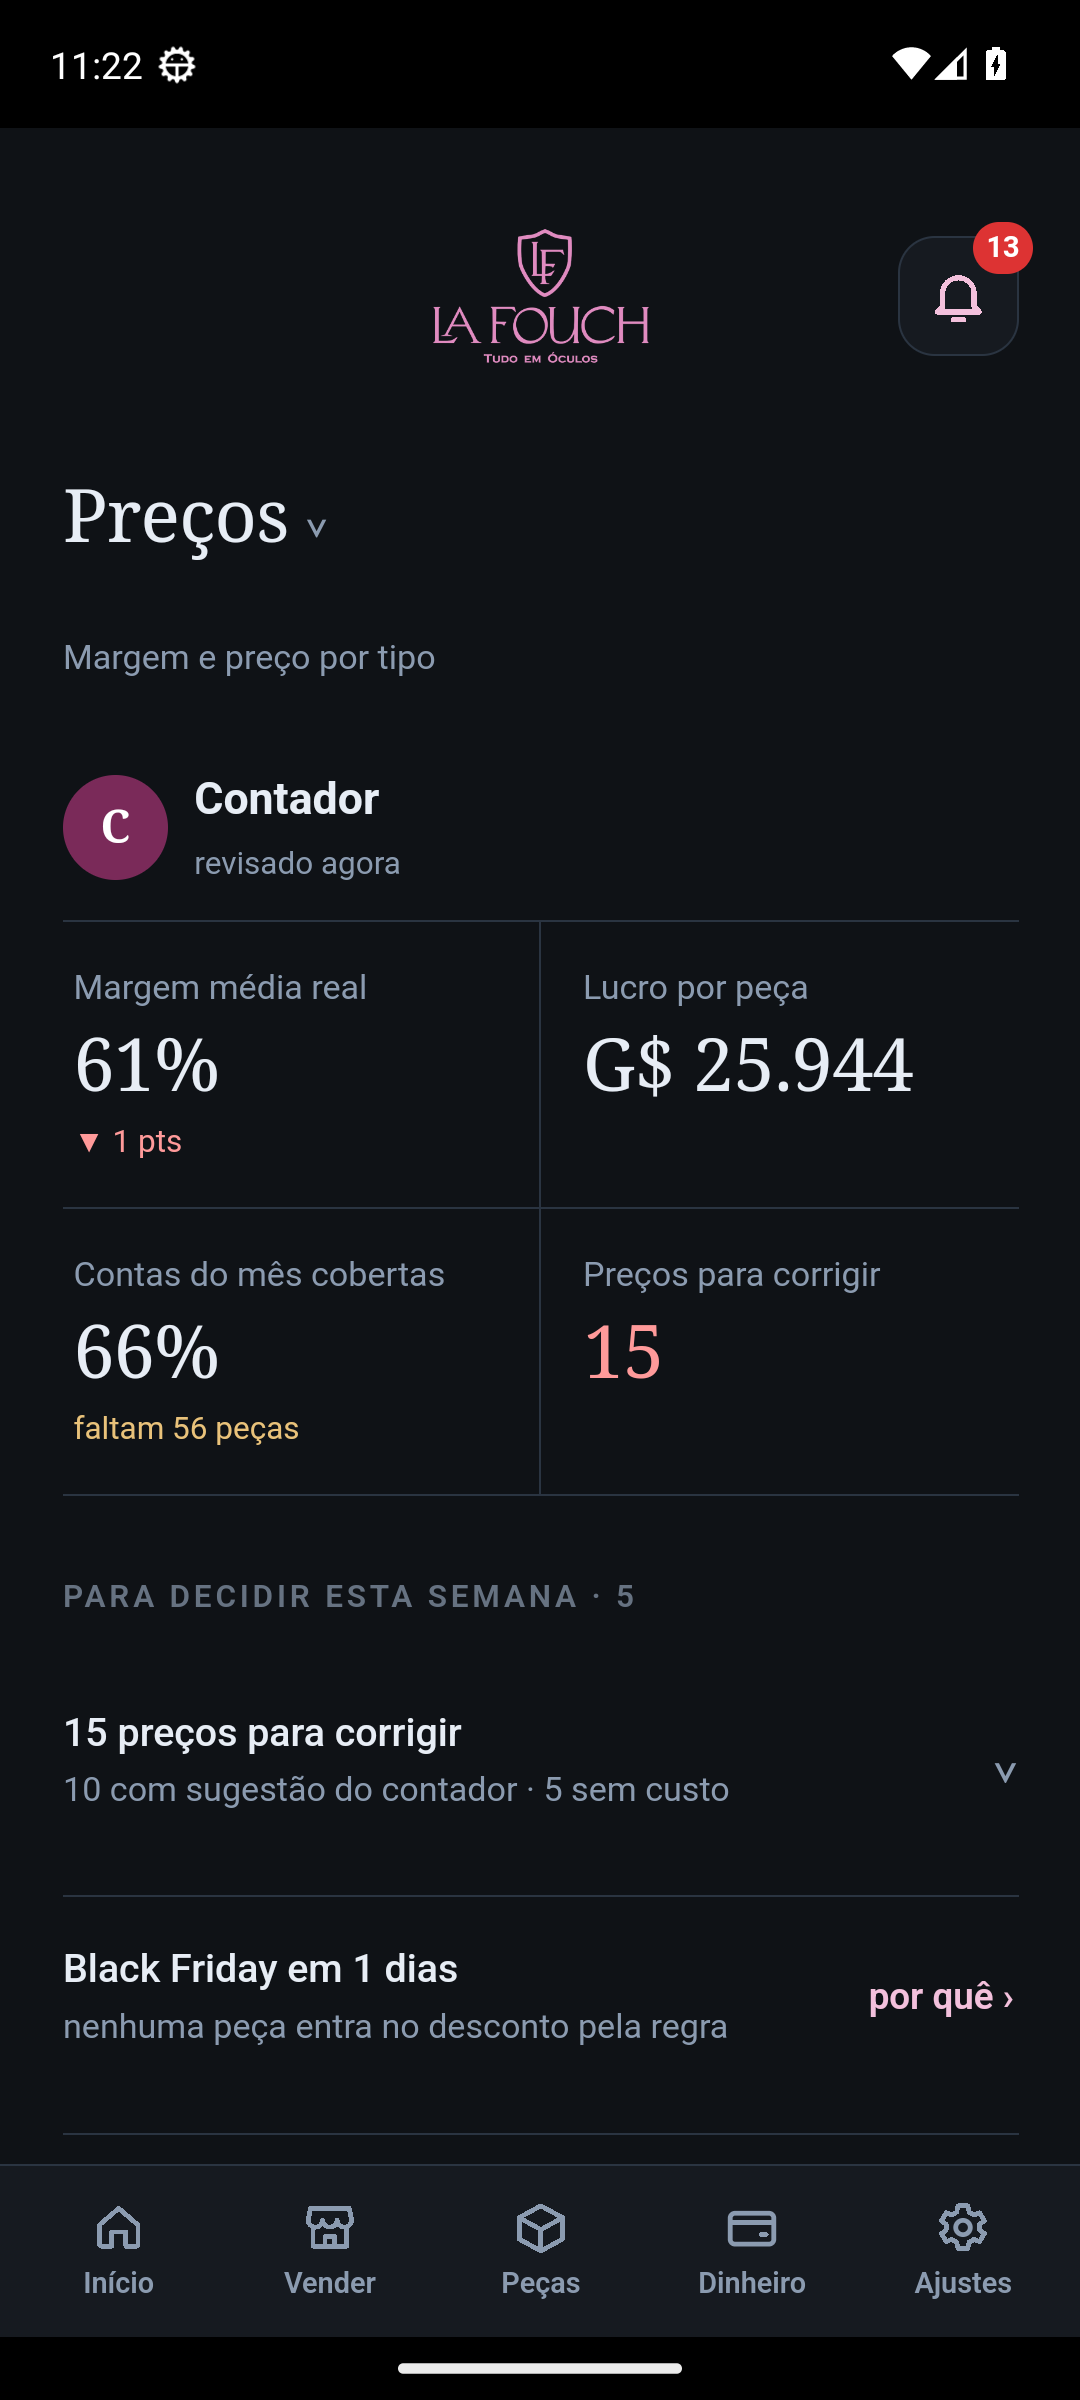 11:22
13
LF
LA FOUCH
TUDO EM ÓCULOS
Preços
Margem e preço por tipo
C
Contador
revisado agora
Margem média real
61%
▼ 1 pts
Lucro por peça
G$ 25.944
Contas do mês cobertas
66%
faltam 56 peças
Preços para corrigir
15
PARA DECIDIR ESTA SEMANA · 5
15 preços para corrigir
10 com sugestão do contador · 5 sem custo
Black Friday em 1 dias
nenhuma peça entra no desconto pela regra
por quê ›
Início
Vender
Peças
Dinheiro
Ajustes